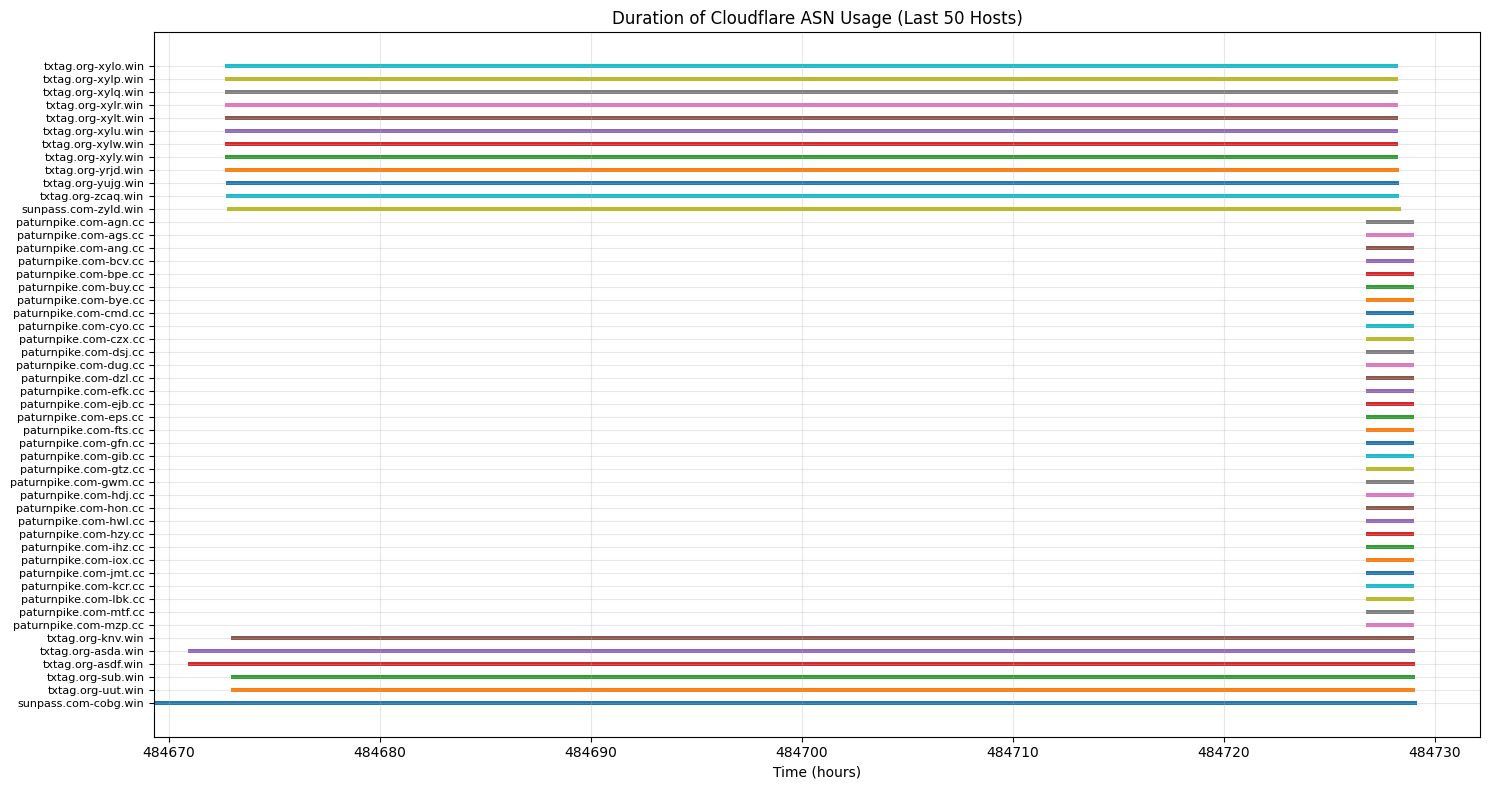 Duration of Cloudflare ASN Usage (Last 50 Hosts)
txtag.org-xylo.win
txtag.org-xylp.win
txtag.org-xylq.win
txtag.org-xylr.win
txtag.org-xylt.win
txtag.org-xylu.win
txtag.org-xylw.win
txtag.org-xyly.win
txtag.org-yrjd.win
txtag.org-yujg.win
txtag.org-zcaq.win
sunpass.com-zyld.win
paturnpike.com-agn.cc
paturnpike.com-ags.cc
paturnpike.com-ang.cc
paturnpike.com-bcv.cc
paturnpike.com-bpe.cc
paturnpike.com-buy.cc
paturnpike.com-bye.cc
paturnpike.com-cmd.cc
paturnpike.com-cyo.cc
paturnpike.com-czx.cc
paturnpike.com-dsj.cc
paturnpike.com-dug.cc
paturnpike.com-dzl.cc
paturnpike.com-efk.cc
paturnpike.com-ejb.cc
paturnpike.com-eps.cc
paturnpike.com-fts.cc
paturnpike.com-gfn.cc
paturnpike.com-gib.cc
paturnpike.com-gtz.cc
paturnpike.com-gwm.cc
paturnpike.com-hdj.cc
paturnpike.com-hon.cc
paturnpike.com-hwl.cc
paturnpike.com-hzy.cc
paturnpike.com-ihz.cc
paturnpike.com-iox.cc
paturnpike.com-jmt.cc
paturnpike.com-kcr.cc
paturnpike.com-lbk.cc
paturnpike.com-mtf.cc
paturnpike.com-mzp.cc
txtag.org-knv.win
txtag.org-asda.win
txtag.org-asdf.win
txtag.org-sub.win
txtag.org-uut.win
sunpass.com-cobg.win
484670 484680 484690 484700 484710 484720 484730
Time (hours)